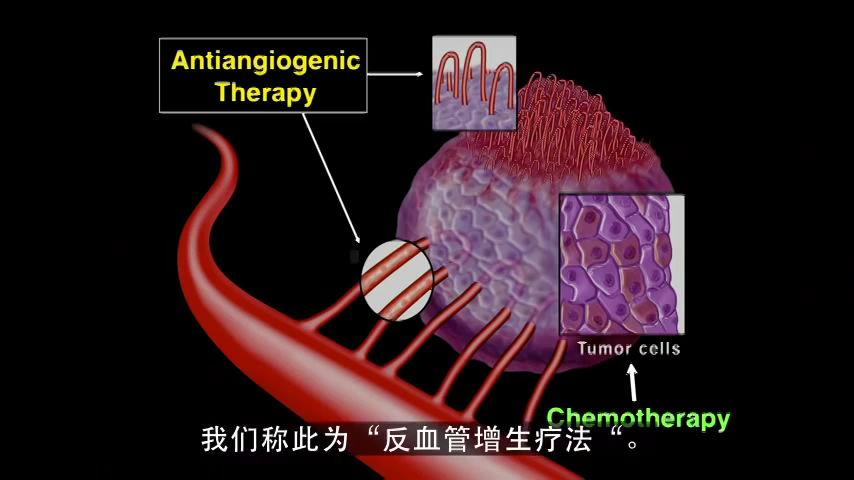 Antiangiogenic
Therapy
Tumor cells
Chemotherapy
我们称此为“反血管增生疗法“。